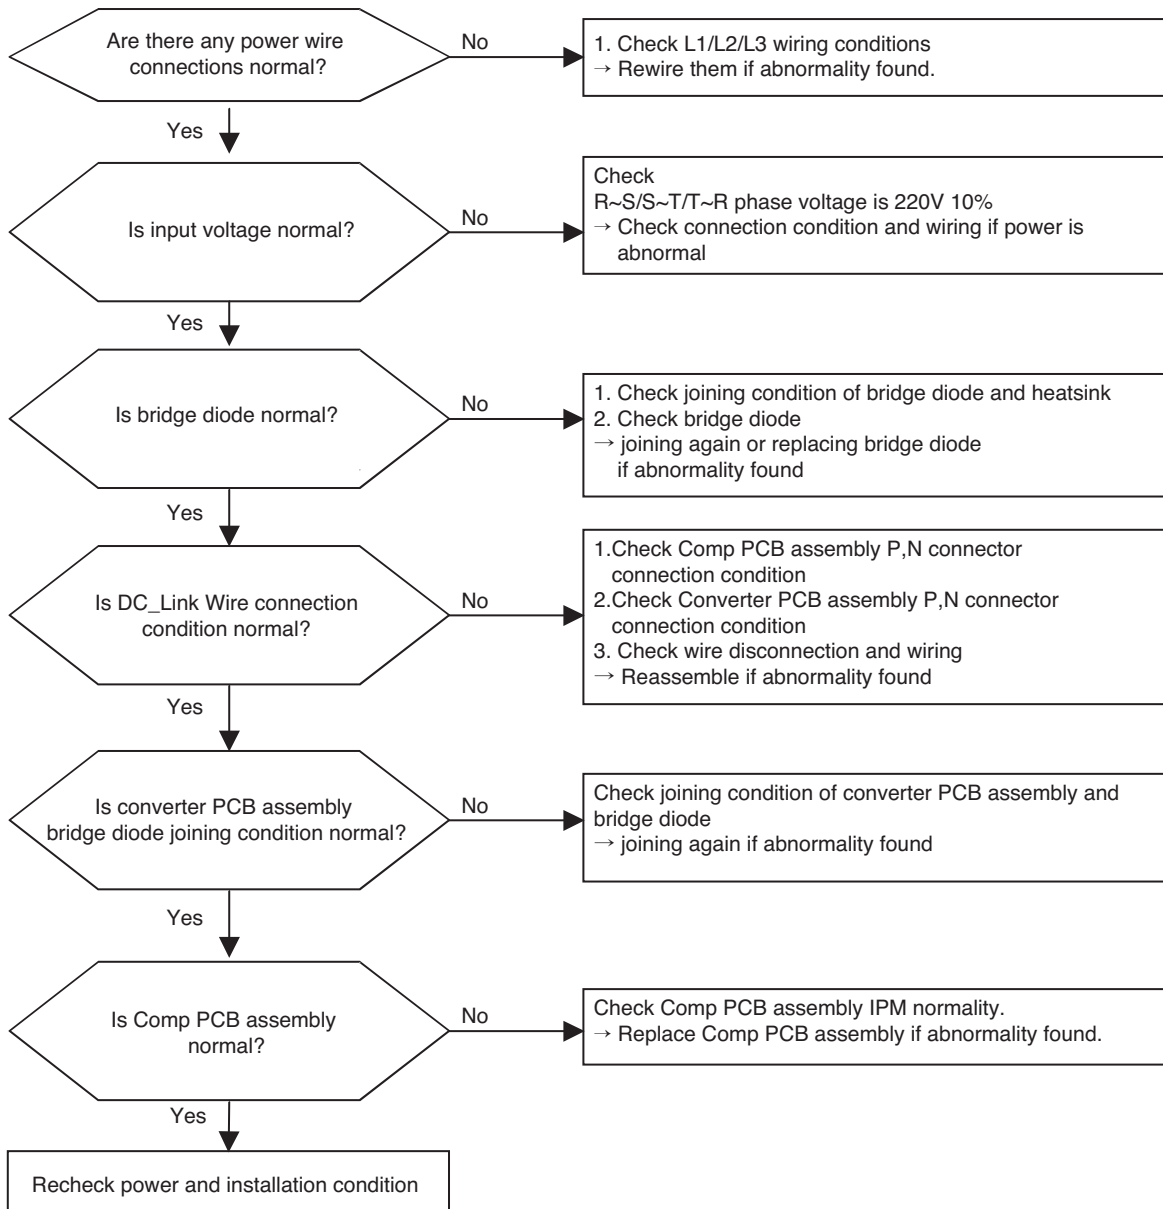 Are there any power wire
connections normal?
No
1. Check L1/L2/L3 wiring conditions
→ Rewire them if abnormality found.
Yes
Is input voltage normal?
No
Check
R~S/S~T/T~R phase voltage is 220V 10%
→ Check connection condition and wiring if power is
abnormal
Yes
Is bridge diode normal?
No
1. Check joining condition of bridge diode and heatsink
2. Check bridge diode
→ joining again or replacing bridge diode
if abnormality found
Yes
Is DC_Link Wire connection
condition normal?
No
1.Check Comp PCB assembly P,N connector
connection condition
2.Check Converter PCB assembly P,N connector
connection condition
3. Check wire disconnection and wiring
→ Reassemble if abnormality found
Yes
Is converter PCB assembly
bridge diode joining condition normal?
No
Check joining condition of converter PCB assembly and
bridge diode
→ joining again if abnormality found
Yes
Is Comp PCB assembly
normal?
No
Check Comp PCB assembly IPM normality.
→ Replace Comp PCB assembly if abnormality found.
Yes
Recheck power and installation condition